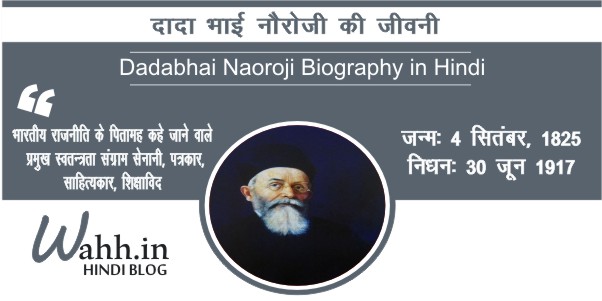 दादा भाई नौरोजी की जीवनी
Dadabhai Naoroji Biography in Hindi
भारतीय राजनीति के पितामह कहे जाने वाले
प्रमुख स्वतन्त्रता संग्राम सेनानी, पत्रकार,
साहित्यकार, शिक्षाविद
जन्मः 4 सितंबर, 1825
निधनः 30 जून 1917
Wahh.in
HINDI BLOG